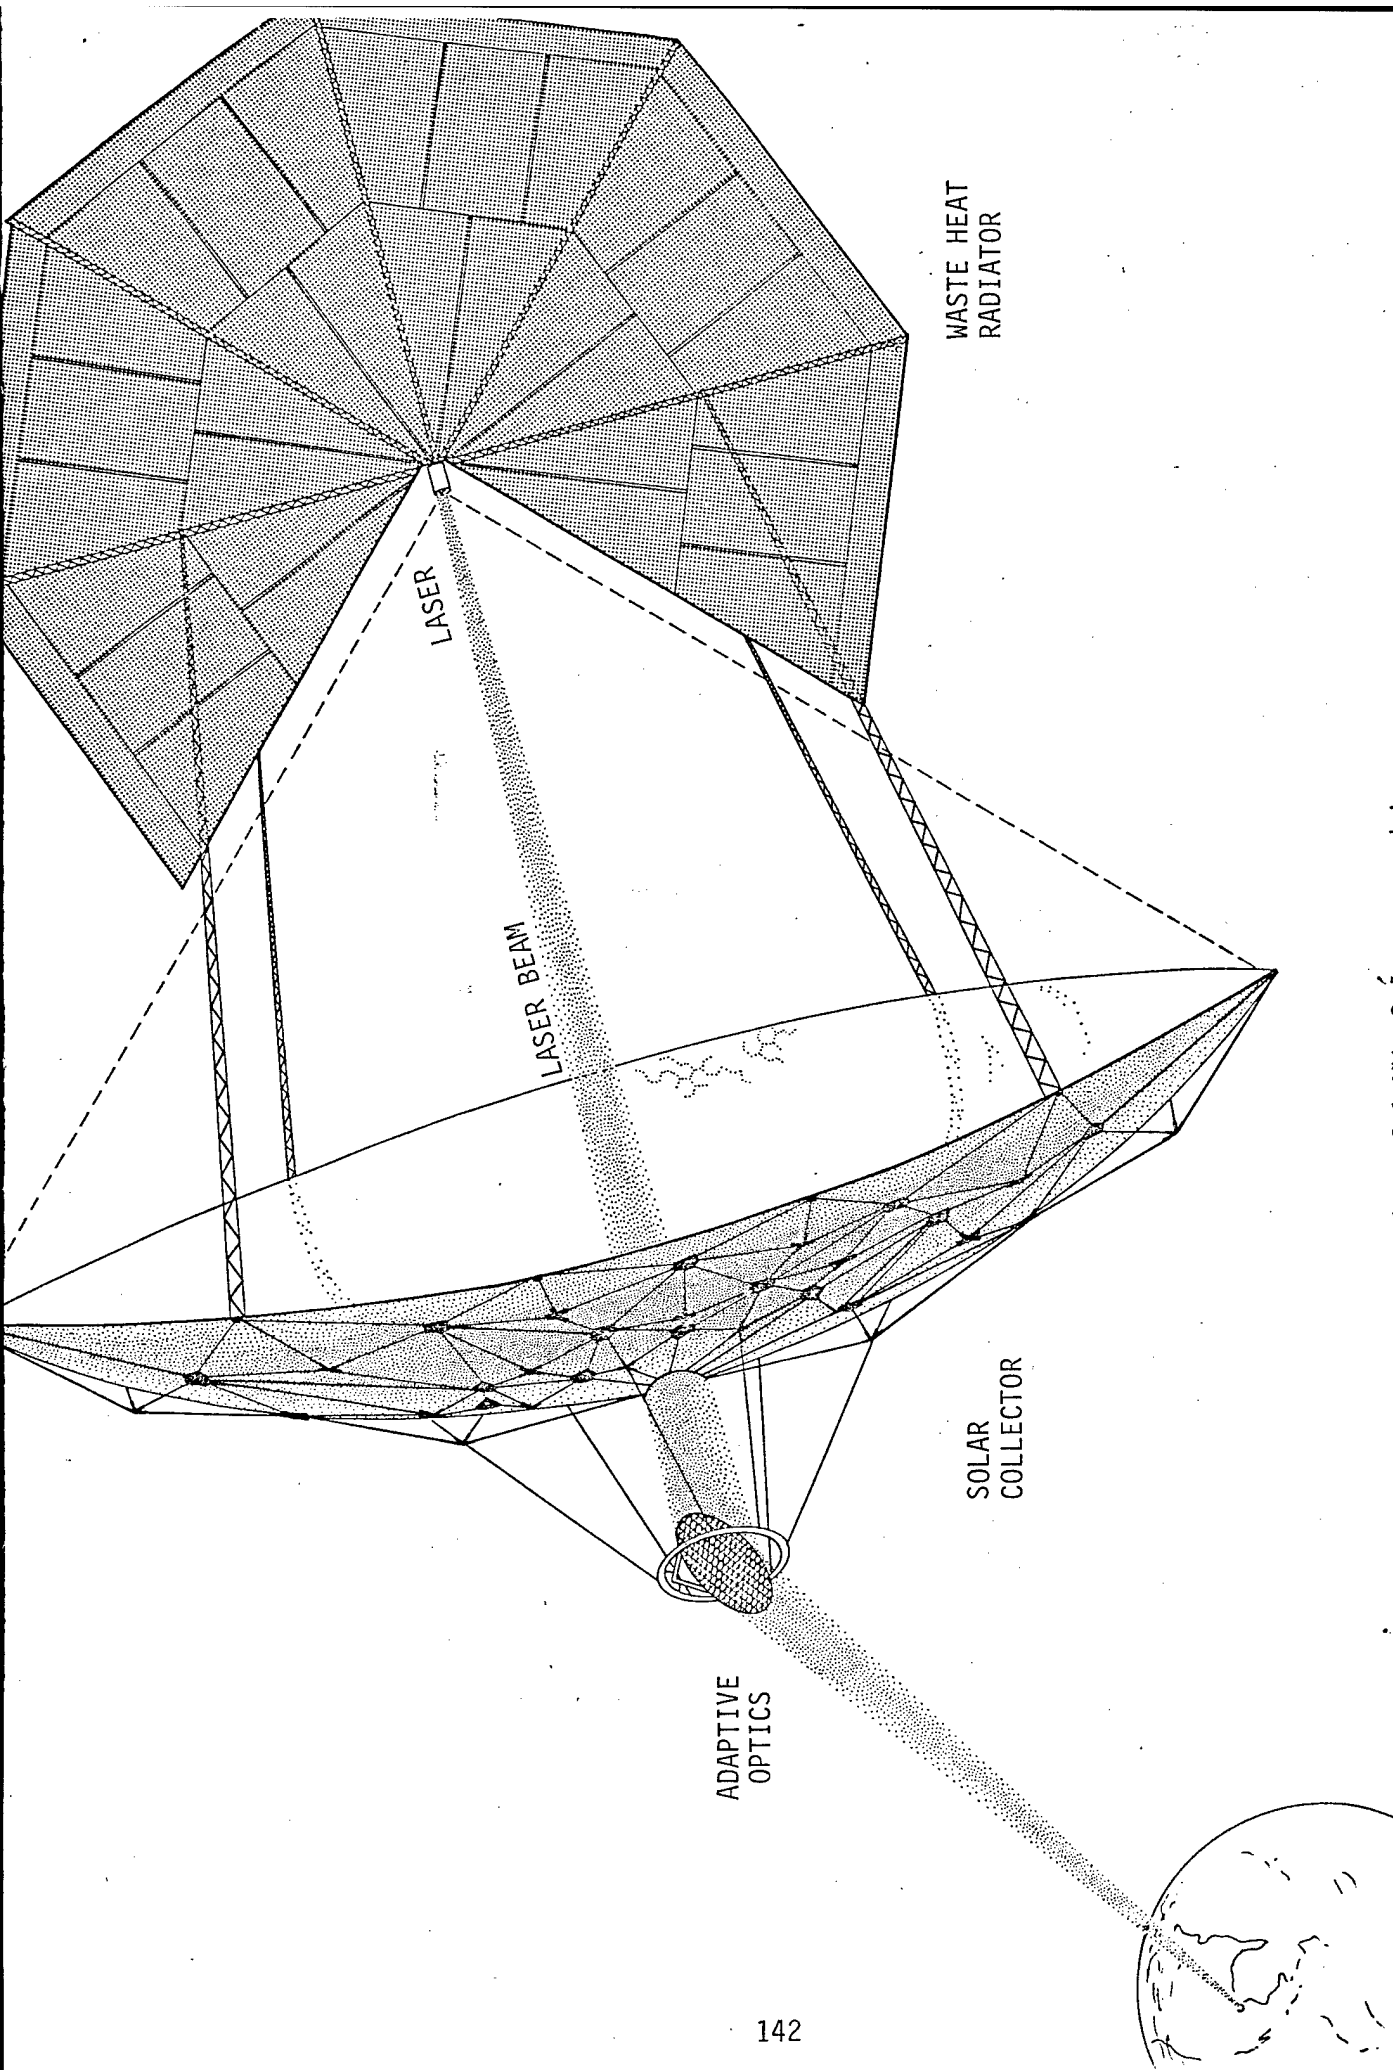 WASTE HEAT
RADIATOR
LASER
LASER BEAM
SOLAR
COLLECTOR
ADAPTIVE
OPTICS
142